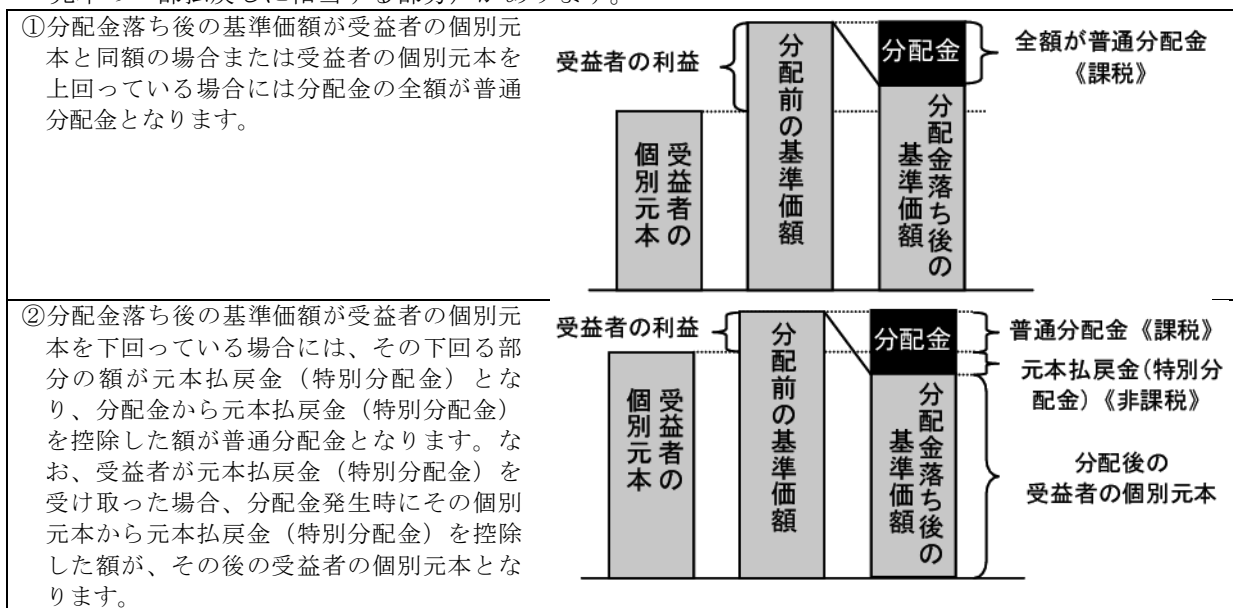 ①分配金落ち後の基準価額が受益者の個別元
本と同額の場合または受益者の個別元本を
上回っている場合には分配金の全額が普通
分配金となります。
受益者の利益
受益者の
個別元本
分配前の基準価額
分配金
分配金落ち後の
基準価額
全額が普通分配金
《課税》
②分配金落ち後の基準価額が受益者の個別元
本を下回っている場合には、その下回る部
分の額が元本払戻金（特別分配金）とな
り、分配金から元本払戻金（特別分配金）
を控除した額が普通分配金となります。な
お、受益者が元本払戻金（特別分配金）を
受け取った場合、分配金発生時にその個別
元本から元本払戻金（特別分配金）を控除
した額が、その後の受益者の個別元本とな
ります。
受益者の利益
受益者の
個別元本
分配前の基準価額
分配金
分配金落ち後の
基準価額
普通分配金《課税》
元本払戻金(特別分
配金)《非課税》
分配後の
受益者の個別元本